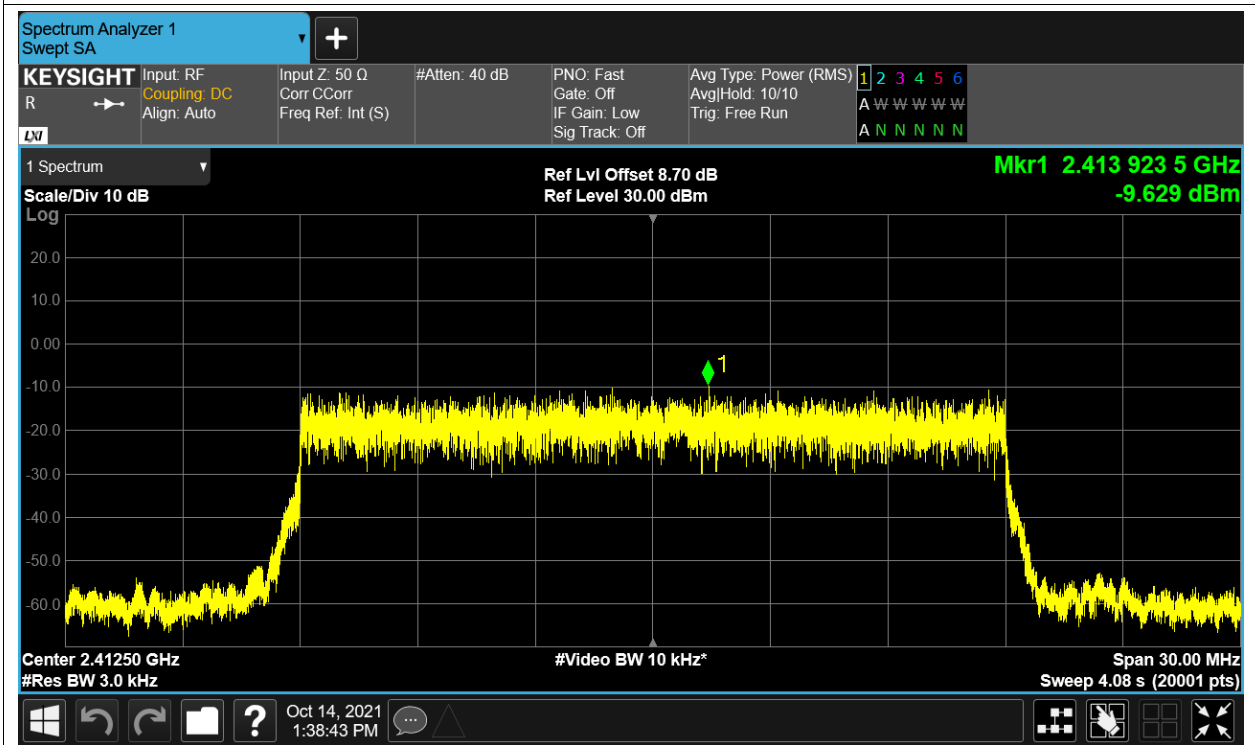 Spectrum Analyzer 1
Swept SA
KEYSIGHT
R
LXI
Input: RF
Coupling: DC
Align: Auto
Input Z: 50 Ω
Corr CCorr
Freq Ref: Int (S)
#Atten: 40 dB
PNO: Fast
Gate: Off
IF Gain: Low
Sig Track: Off
Avg Type: Power (RMS)
Avg|Hold: 10/10
Trig: Free Run
1 2 3 4 5 6
A W W W W W
A N N N N N
1 Spectrum
Scale/Div 10 dB
Log
Ref Lvl Offset 8.70 dB
Ref Level 30.00 dBm
Mkr1 2.413 923 5 GHz
-9.629 dBm
20.0
10.0
0.00
1
-10.0
-20.0
-30.0
-40.0
-50.0
-60.0
Center 2.41250 GHz
#Res BW 3.0 kHz
#Video BW 10 kHz*
Span 30.00 MHz
Sweep 4.08 s (20001 pts)
?
Oct 14, 2021
1:38:43 PM